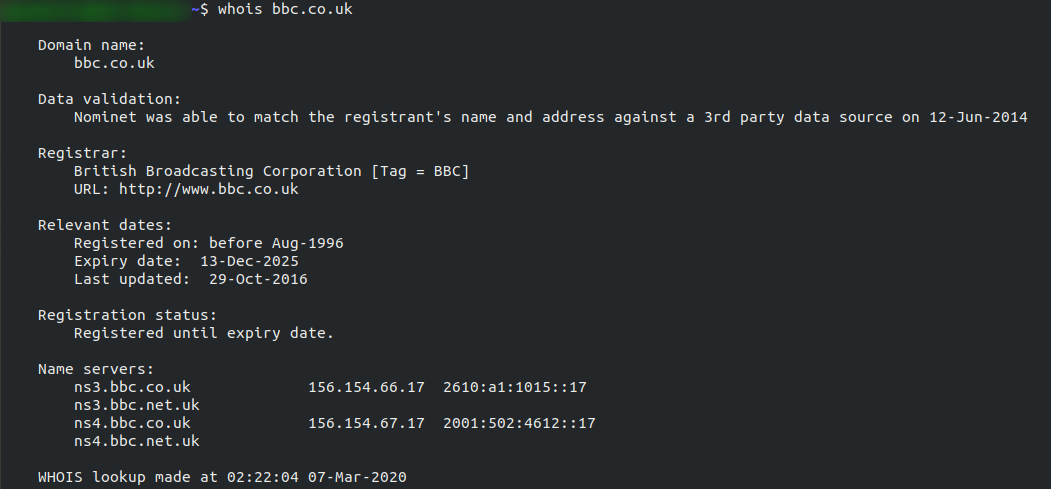 ~$ whois bbc.co.uk
Domain name:
bbc.co.uk
Data validation:
Nominet was able to match the registrant's name and address against a 3rd party data source on 12-Jun-2014
Registrar:
British Broadcasting Corporation [Tag = BBC]
URL: http://www.bbc.co.uk
Relevant dates:
Registered on: before Aug-1996
Expiry date:  13-Dec-2025
Last updated:  29-Oct-2016
Registration status:
Registered until expiry date.
Name servers:
ns3.bbc.co.uk             156.154.66.17  2610:a1:1015::17
ns3.bbc.net.uk
ns4.bbc.co.uk             156.154.67.17  2001:502:4612::17
ns4.bbc.net.uk
WHOIS lookup made at 02:22:04 07-Mar-2020